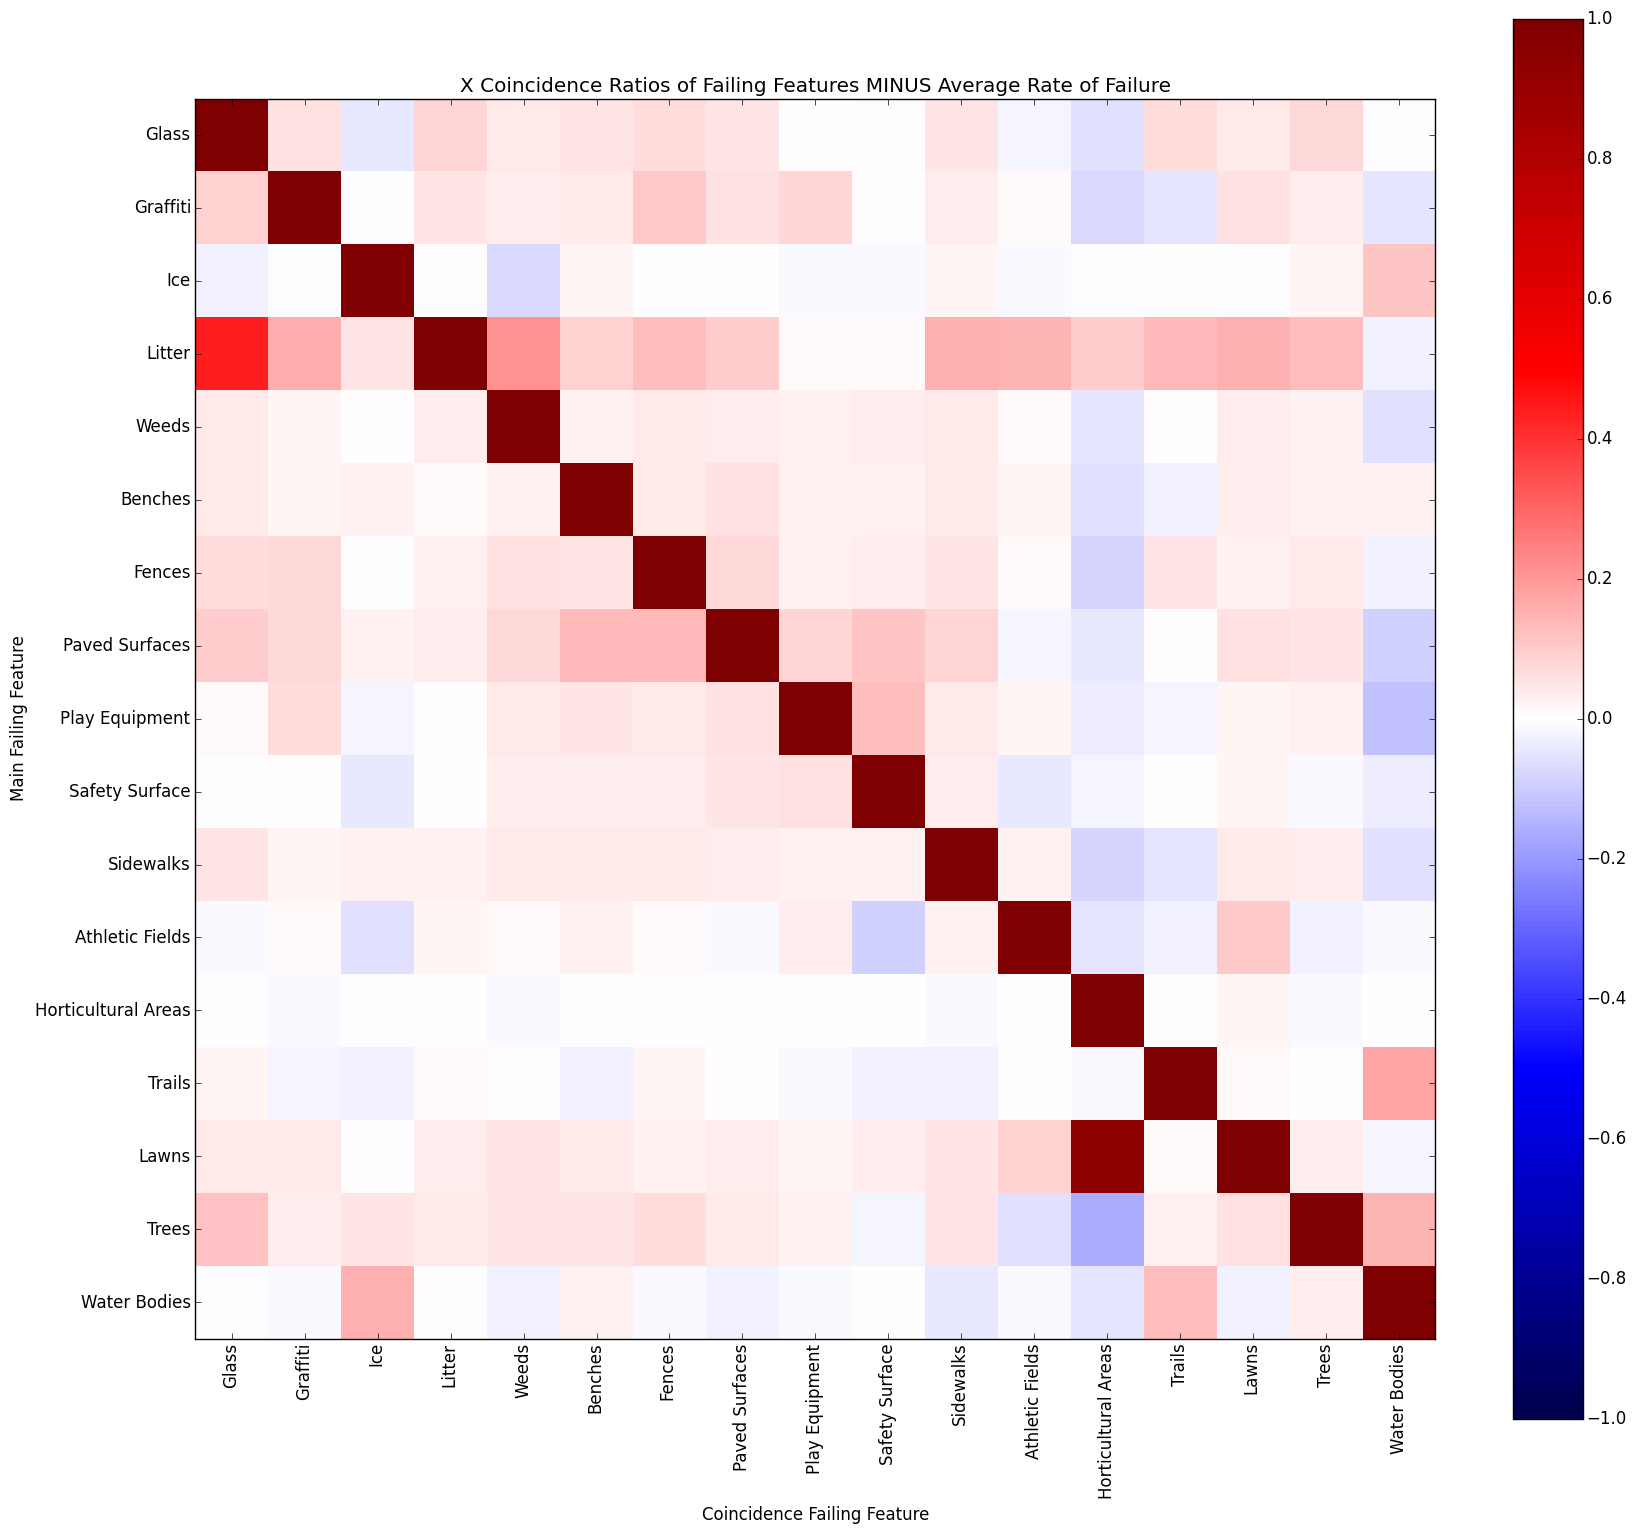 X Coincidence Ratios of Failing Features MINUS Average Rate of Failure
Main Failing Feature
Glass
Graffiti
Ice
Litter
Weeds
Benches
Fences
Paved Surfaces
Play Equipment
Safety Surface
Sidewalks
Athletic Fields
Horticultural Areas
Trails
Lawns
Trees
Water Bodies
Glass
Graffiti
Ice
Litter
Weeds
Benches
Fences
Paved Surfaces
Play Equipment
Safety Surface
Sidewalks
Athletic Fields
Horticultural Areas
Trails
Lawns
Trees
Water Bodies
Coincidence Failing Feature
1.0
0.8
0.6
0.4
0.2
0.0
−0.2
−0.4
−0.6
−0.8
−1.0